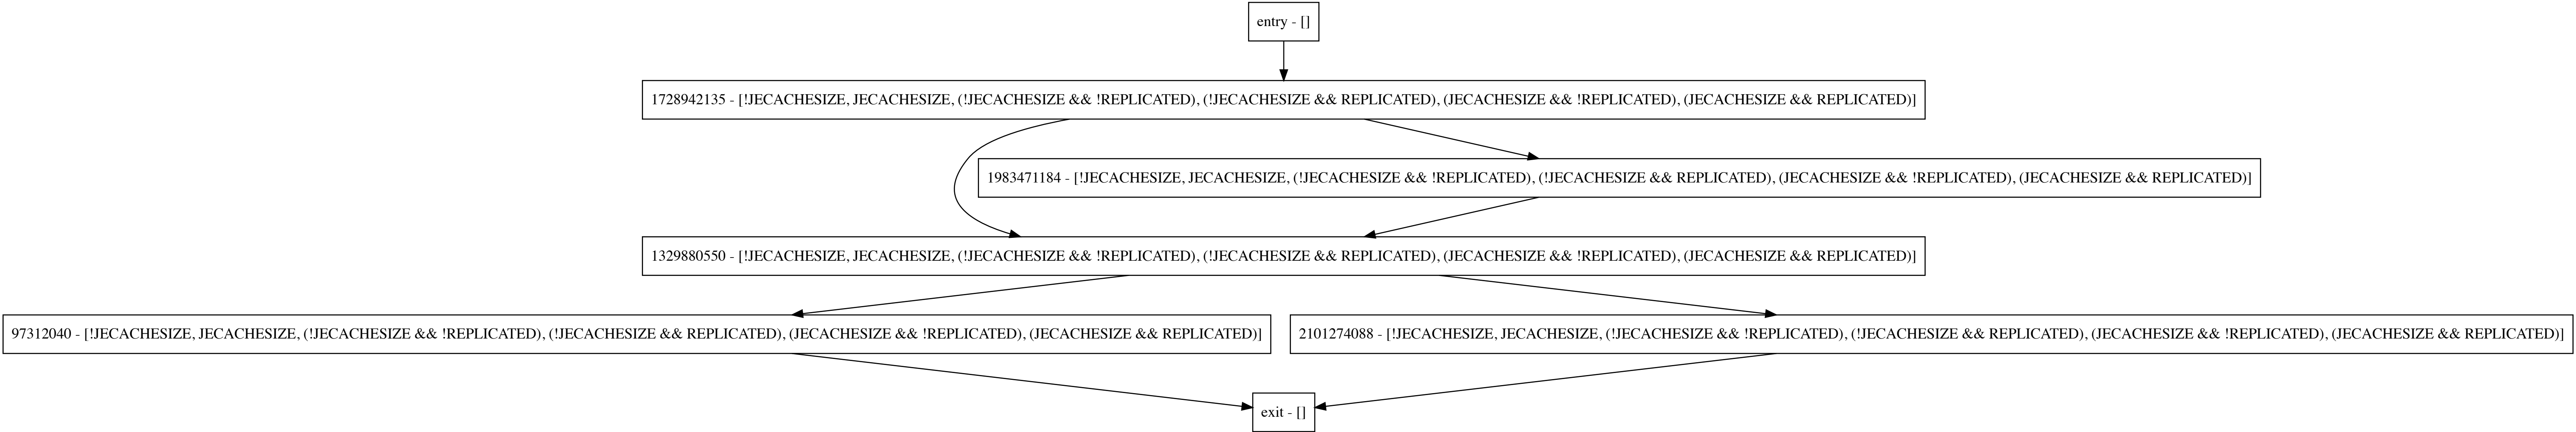 entry - []
1728942135 - [!JECACHESIZE, JECACHESIZE, (!JECACHESIZE && !REPLICATED), (!JECACHESIZE && REPLICATED), (JECACHESIZE && !REPLICATED), (JECACHESIZE && REPLICATED)]
1983471184 - [!JECACHESIZE, JECACHESIZE, (!JECACHESIZE && !REPLICATED), (!JECACHESIZE && REPLICATED), (JECACHESIZE && !REPLICATED), (JECACHESIZE && REPLICATED)]
1329880550 - [!JECACHESIZE, JECACHESIZE, (!JECACHESIZE && !REPLICATED), (!JECACHESIZE && REPLICATED), (JECACHESIZE && !REPLICATED), (JECACHESIZE && REPLICATED)]
97312040 - [!JECACHESIZE, JECACHESIZE, (!JECACHESIZE && !REPLICATED), (!JECACHESIZE && REPLICATED), (JECACHESIZE && !REPLICATED), (JECACHESIZE && REPLICATED)]
2101274088 - [!JECACHESIZE, JECACHESIZE, (!JECACHESIZE && !REPLICATED), (!JECACHESIZE && REPLICATED), (JECACHESIZE && !REPLICATED), (JECACHESIZE && REPLICATED)]
exit - []